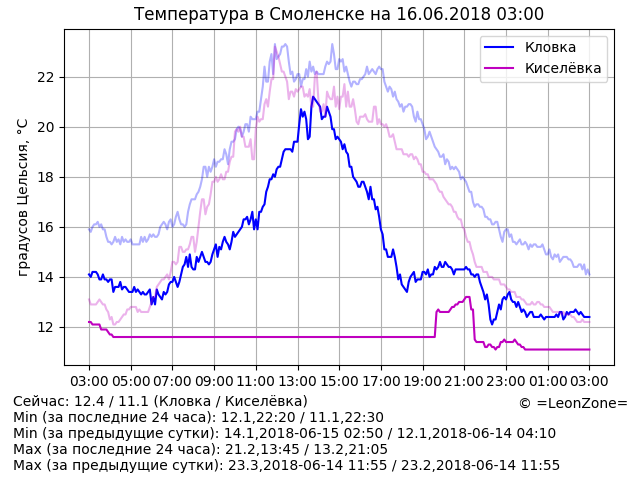 Температура в Смоленске на 16.06.2018 03:00
градусов Цельсия, °C
Кловка
Киселёвка
22
20
18
16
14
12
03:00 05:00 07:00 09:00 11:00 13:00 15:00 17:00 19:00 21:00 23:00 01:00 03:00
Сейчас: 12.4 / 11.1 (Кловка / Киселёвка)
© =LeonZone=
Min (за последние 24 часа): 12.1,22:20 / 11.1,22:30
Min (за предыдущие сутки): 14.1,2018-06-15 02:50 / 12.1,2018-06-14 04:10
Max (за последние 24 часа): 21.2,13:45 / 13.2,21:05
Max (за предыдущие сутки): 23.3,2018-06-14 11:55 / 23.2,2018-06-14 11:55